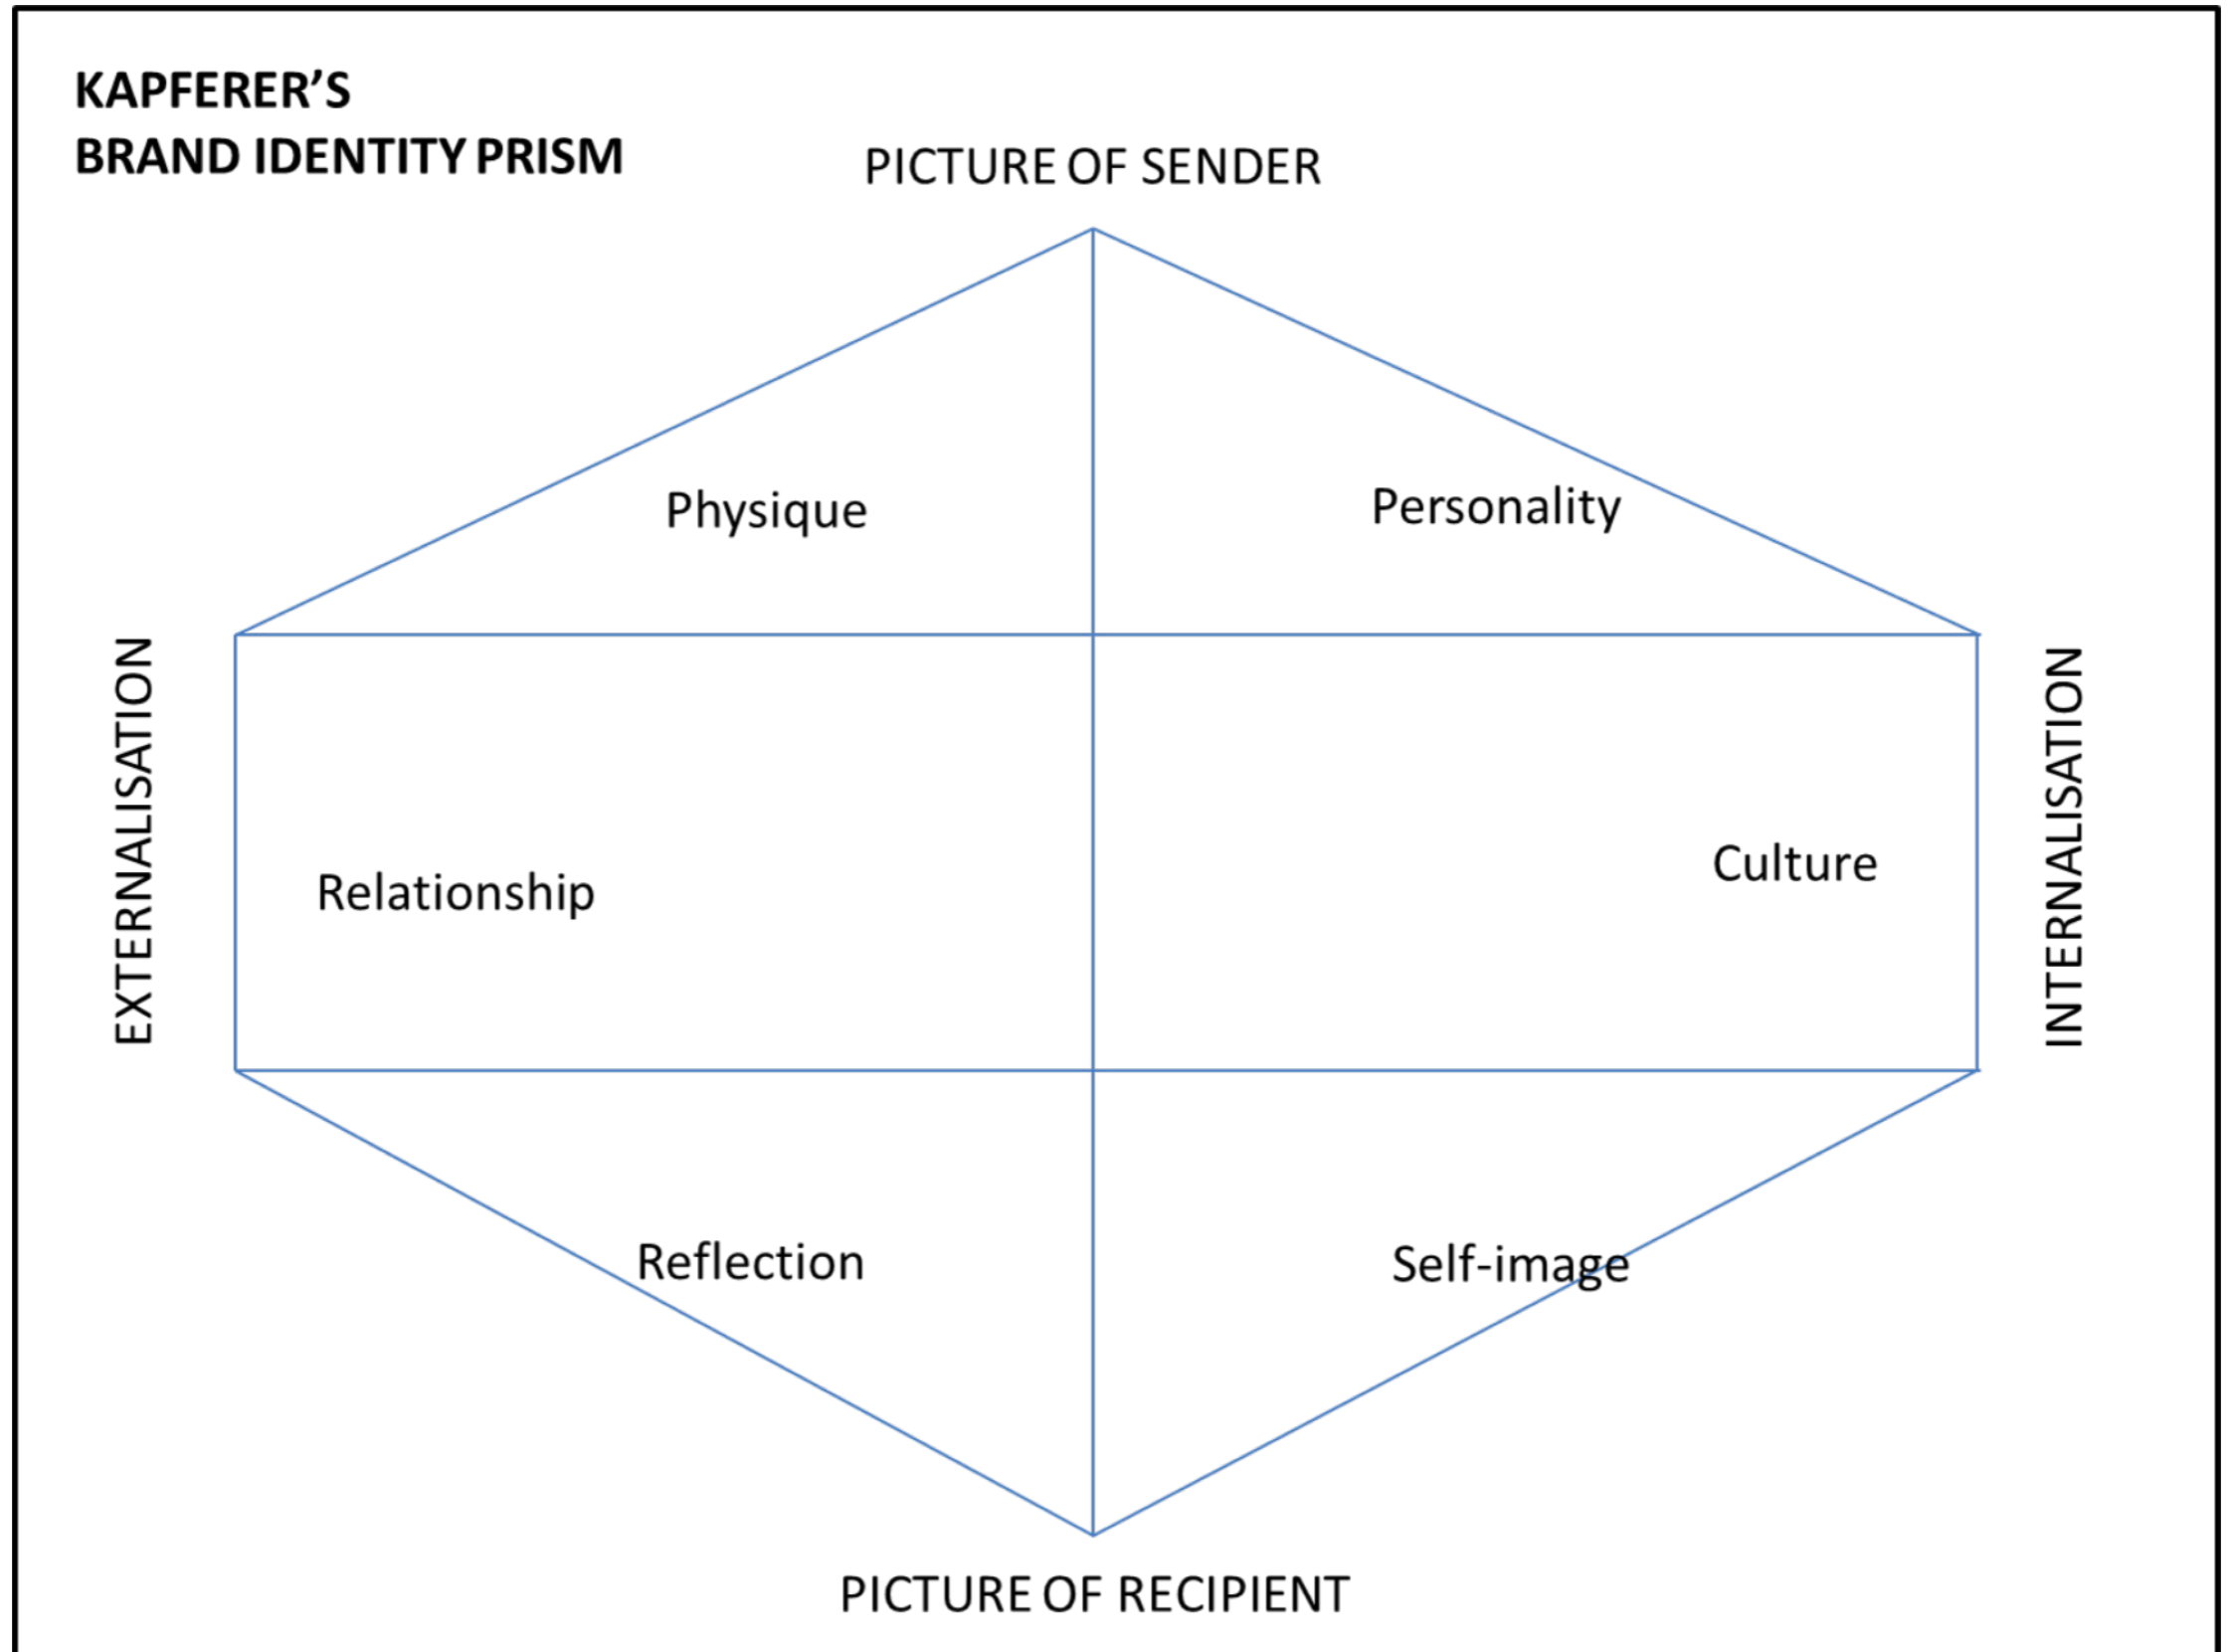 KAPFERER’S
BRAND IDENTITY PRISM
PICTURE OF SENDER
Physique
Personality
EXTERNALISATION
INTERNALISATION
Relationship
Culture
Reflection
Self-image
PICTURE OF RECIPIENT